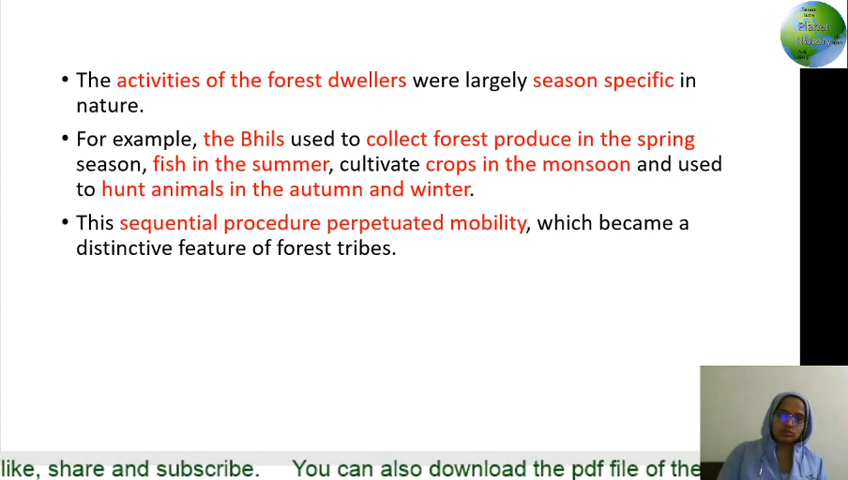 • The activities of the forest dwellers were largely season specific in
nature.
• For example, the Bhils used to collect forest produce in the spring
season, fish in the summer, cultivate crops in the monsoon and used
to hunt animals in the autumn and winter.
• This sequential procedure perpetuated mobility, which became a
distinctive feature of forest tribes.
Planet
History
like, share and subscribe. You can also download the pdf file of the